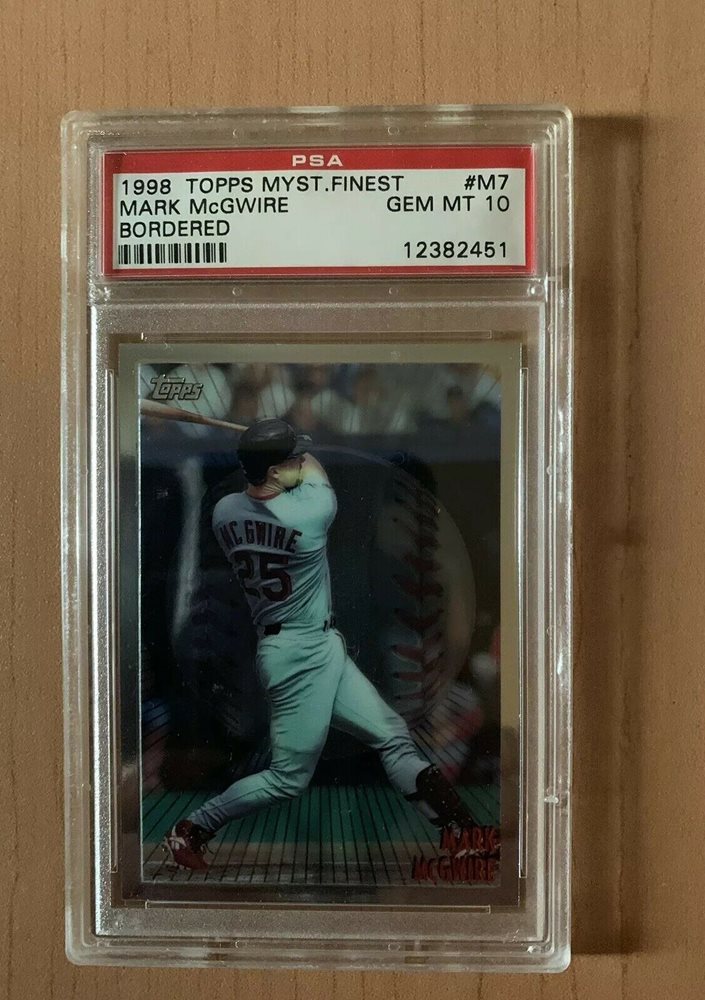 PSA
1998 TOPPS MYST.FINEST #M7
MARK McGWIRE GEM MT 10
BORDERED
12382451
Topps
MCGWIRE
25
MARK
McGWIRE